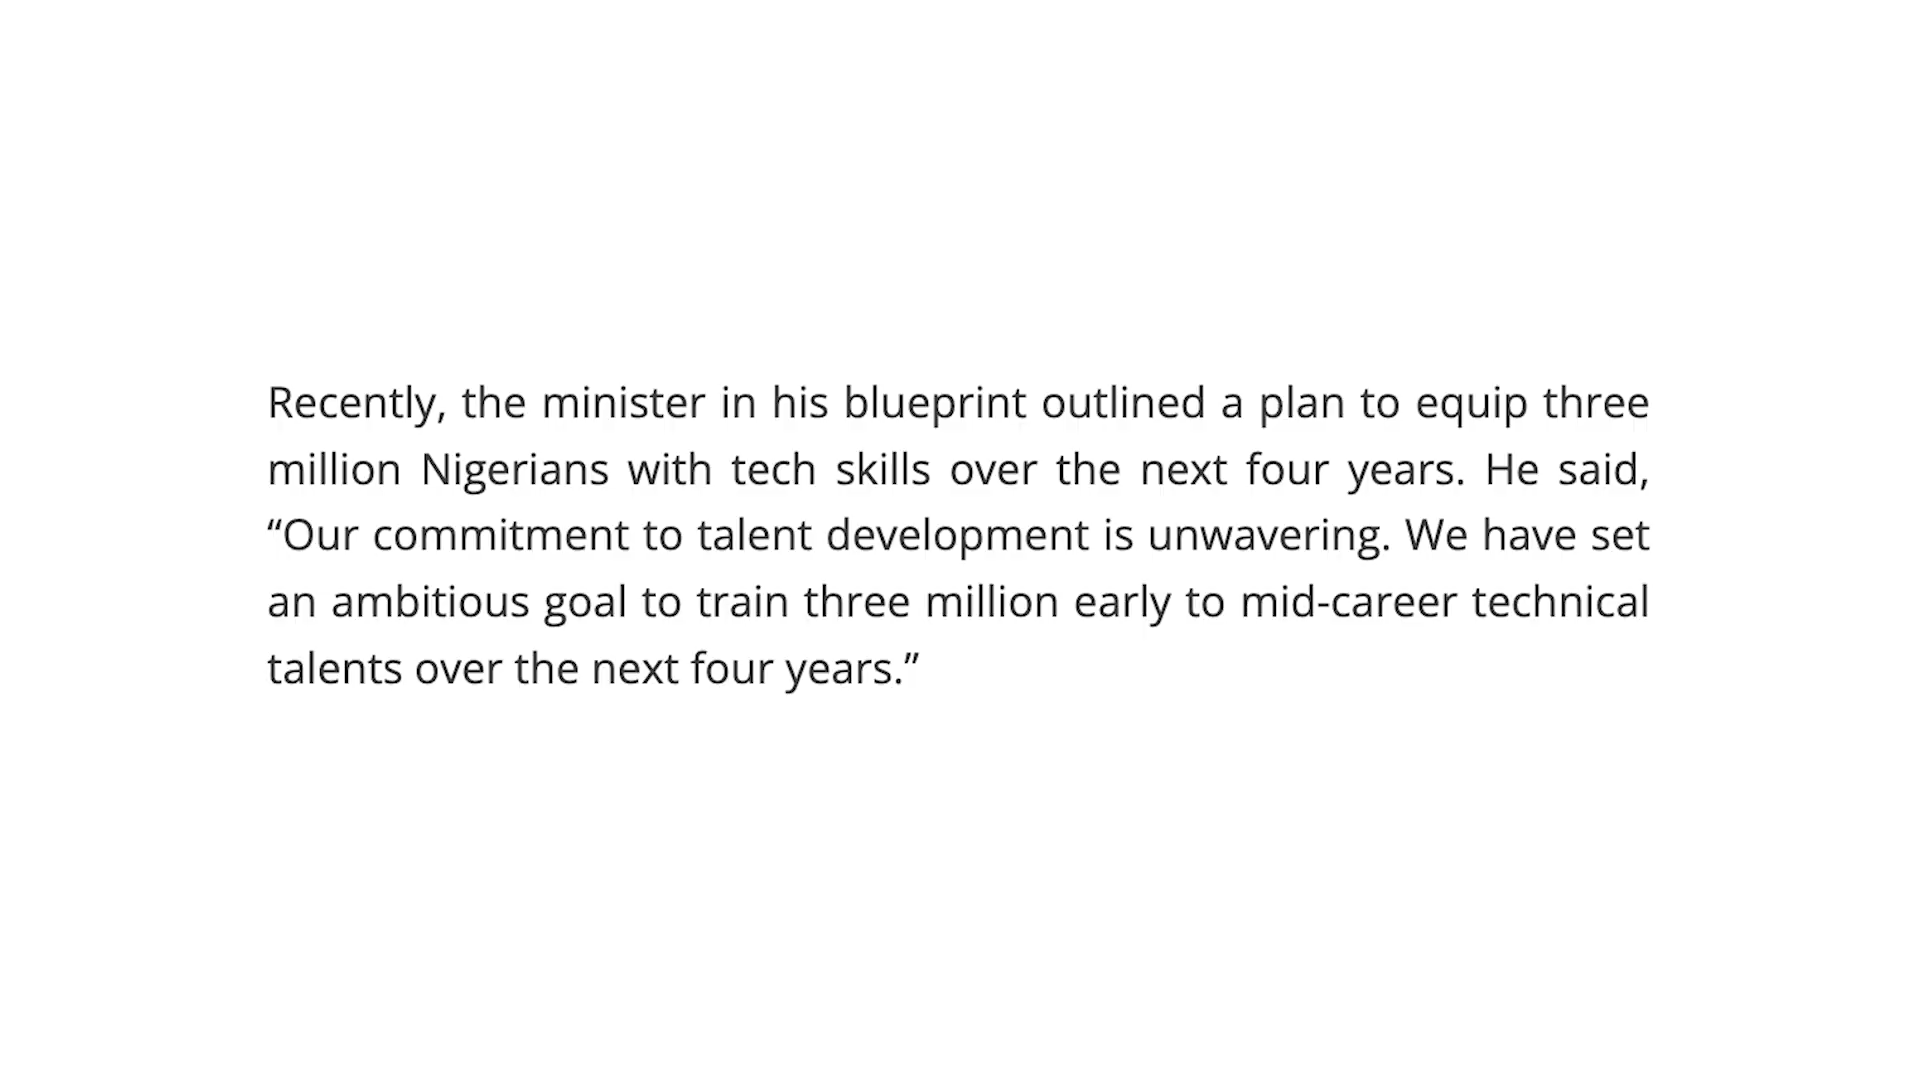 Recently, the minister in his blueprint outlined a plan to equip three
million Nigerians with tech skills over the next four years. He said,
“Our commitment to talent development is unwavering. We have set
an ambitious goal to train three million early to mid-career technical
talents over the next four years.”